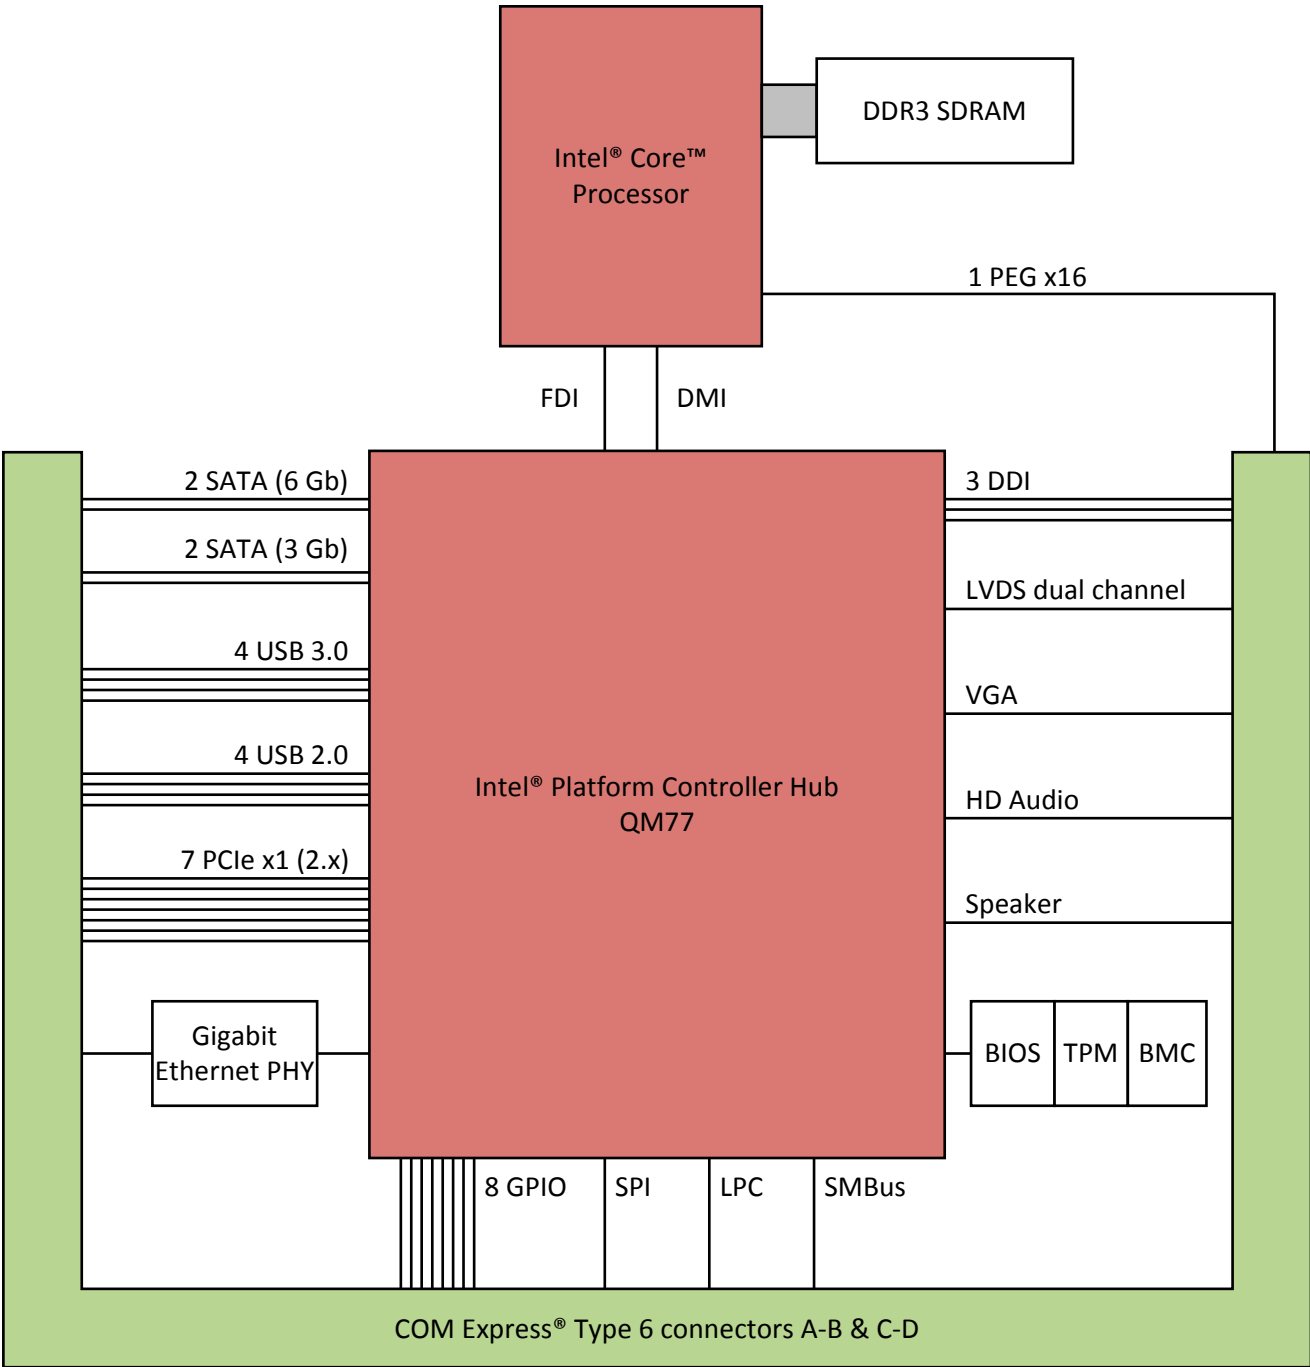 Intel® Core™
Processor
DDR3 SDRAM
1 PEG x16
FDI
DMI
2 SATA (6 Gb)
2 SATA (3 Gb)
4 USB 3.0
4 USB 2.0
7 PCIe x1 (2.x)
Gigabit
Ethernet PHY
Intel® Platform Controller Hub
QM77
3 DDI
LVDS dual channel
VGA
HD Audio
Speaker
BIOS
TPM
BMC
8 GPIO
SPI
LPC
SMBus
COM Express® Type 6 connectors A-B & C-D